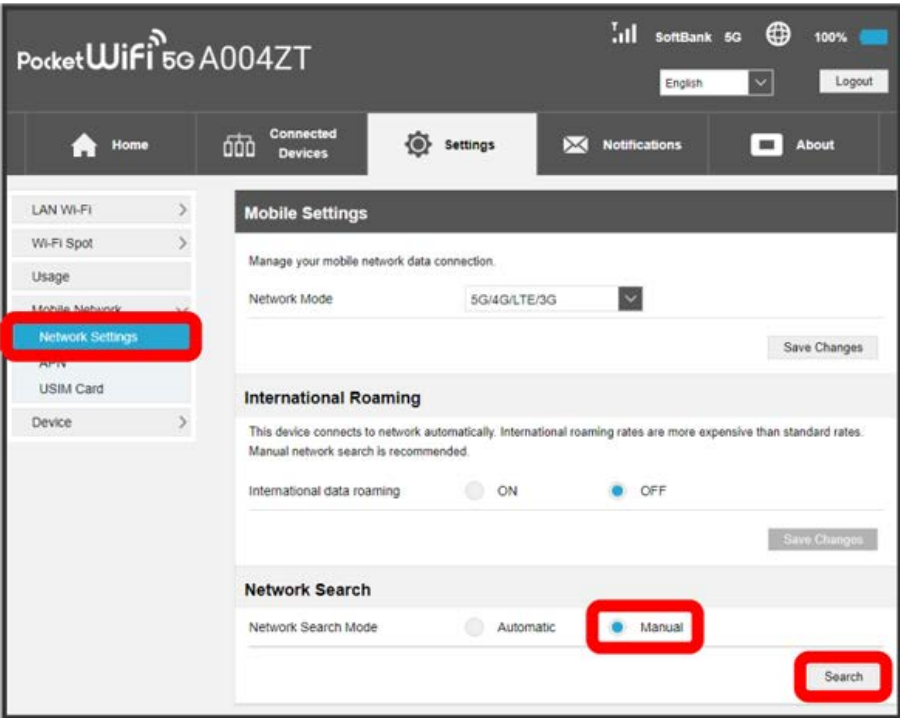 PocketWiFi 5G A004ZT
SoftBank 5G 100%
English
Logout
Home
Connected
Devices
Settings
Notifications
About
LAN Wi-Fi
Wi-Fi Spot
Usage
Mobile Network
Network Settings
APN
USIM Card
Device
Mobile Settings
Manage your mobile network data connection.
Network Mode 5G/4G/LTE/3G
Save Changes
International Roaming
This device connects to network automatically. International roaming rates are more expensive than standard rates.
Manual network search is recommended.
International data roaming ON OFF
Save Changes
Network Search
Network Search Mode Automatic Manual
Search